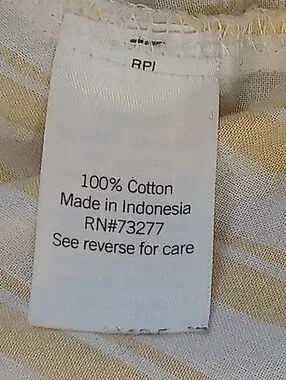 RPI
100% Cotton
Made in Indonesia
RN#73277
See reverse for care